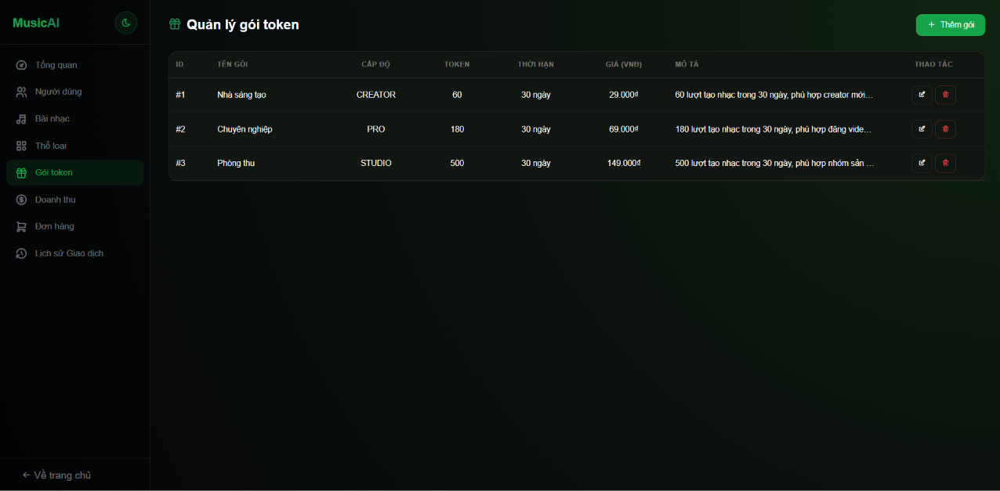 MusicAI
Tổng quan
Người dùng
Bài nhạc
Thể loại
Gói token
Doanh thu
Đơn hàng
Lịch sử Giao dịch
← Về trang chủ
Quản lý gói token
+ Thêm gói
ID TÊN GÓI CẤP ĐỘ TOKEN THỜI HẠN GIÁ (VNĐ) MÔ TẢ THAO TÁC
#1 Nhà sáng tạo CREATOR 60 30 ngày 29.000₫ 60 lượt tạo nhạc trong 30 ngày, phù hợp creator mới…
#2 Chuyên nghiệp PRO 180 30 ngày 69.000₫ 180 lượt tạo nhạc trong 30 ngày, phù hợp đăng vide…
#3 Phòng thu STUDIO 500 30 ngày 149.000₫ 500 lượt tạo nhạc trong 30 ngày, phù hợp nhóm sản …